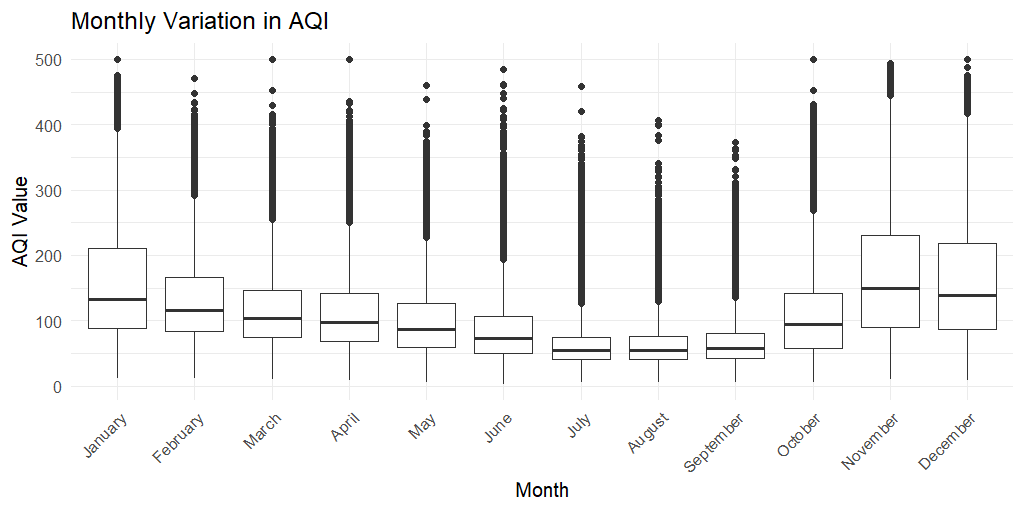 Monthly Variation in AQI
AQI Value
500
400
300
200
100
0
January
February
March
April
May
June
July
August
September
October
November
December
Month